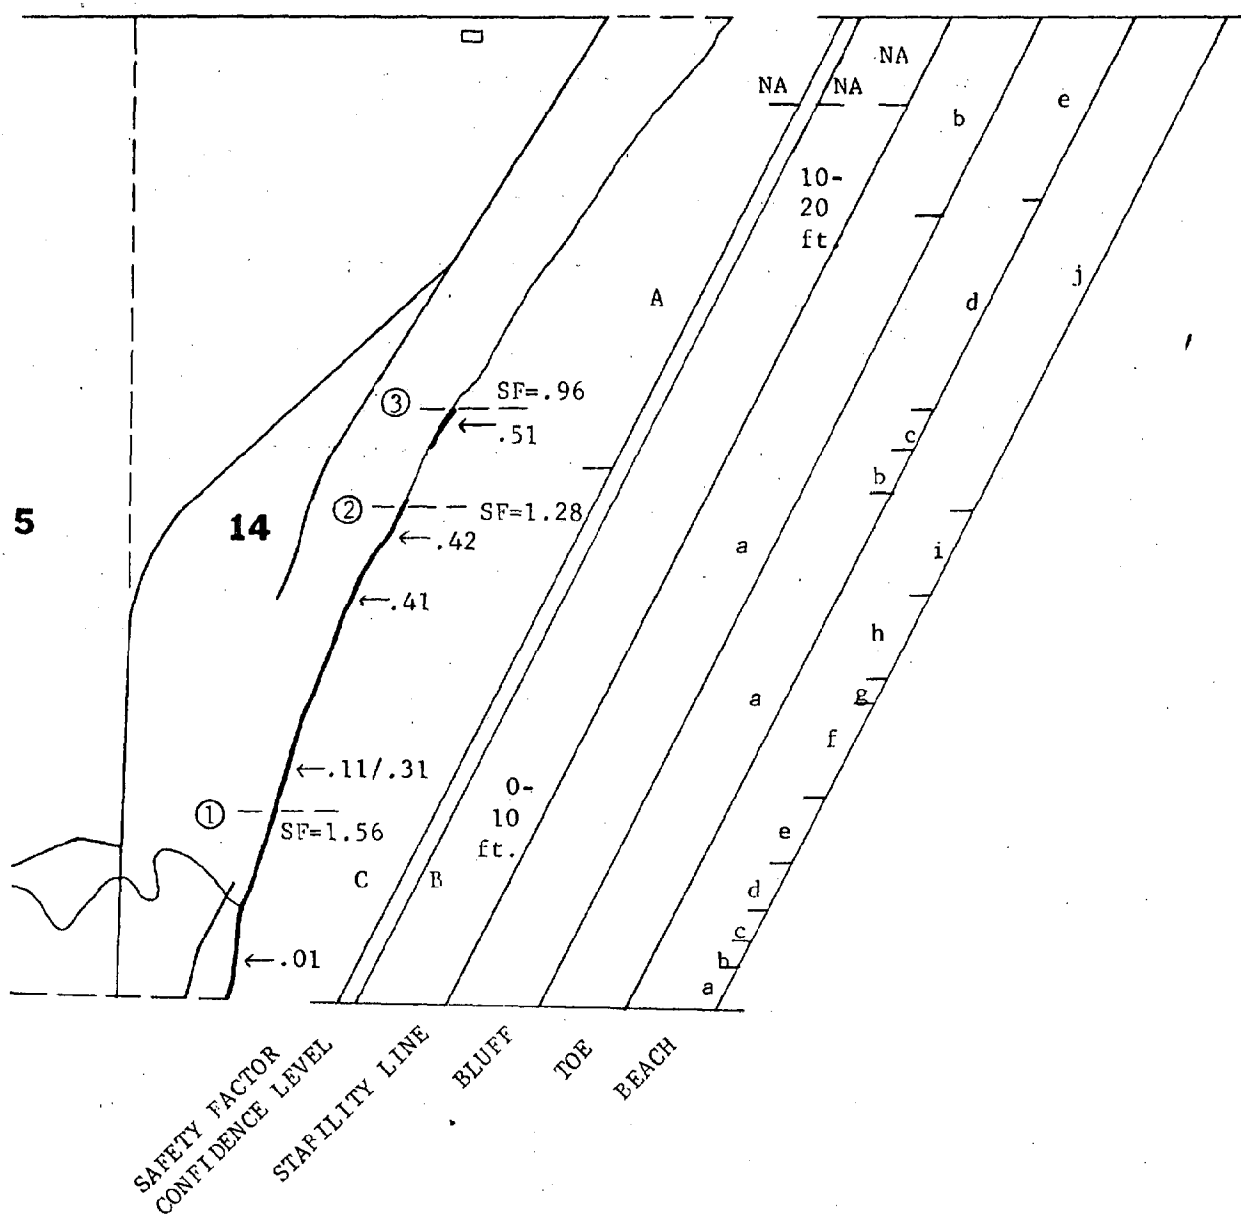 NA
NA
NA
b
e
10-
20
ft.
A
d
j
③
SF=.96
←.51
c
b
5
14
②
SF=1.28
←.42
a
i
←.41
h
g
a
f
←.11/.31
0-
10
ft.
①
SF=1.56
e
C
B
d
c
b
a
←.01
SAFETY FACTOR
CONFIDENCE LEVEL
STABILITY LINE
BLUFF
TOE
BEACH